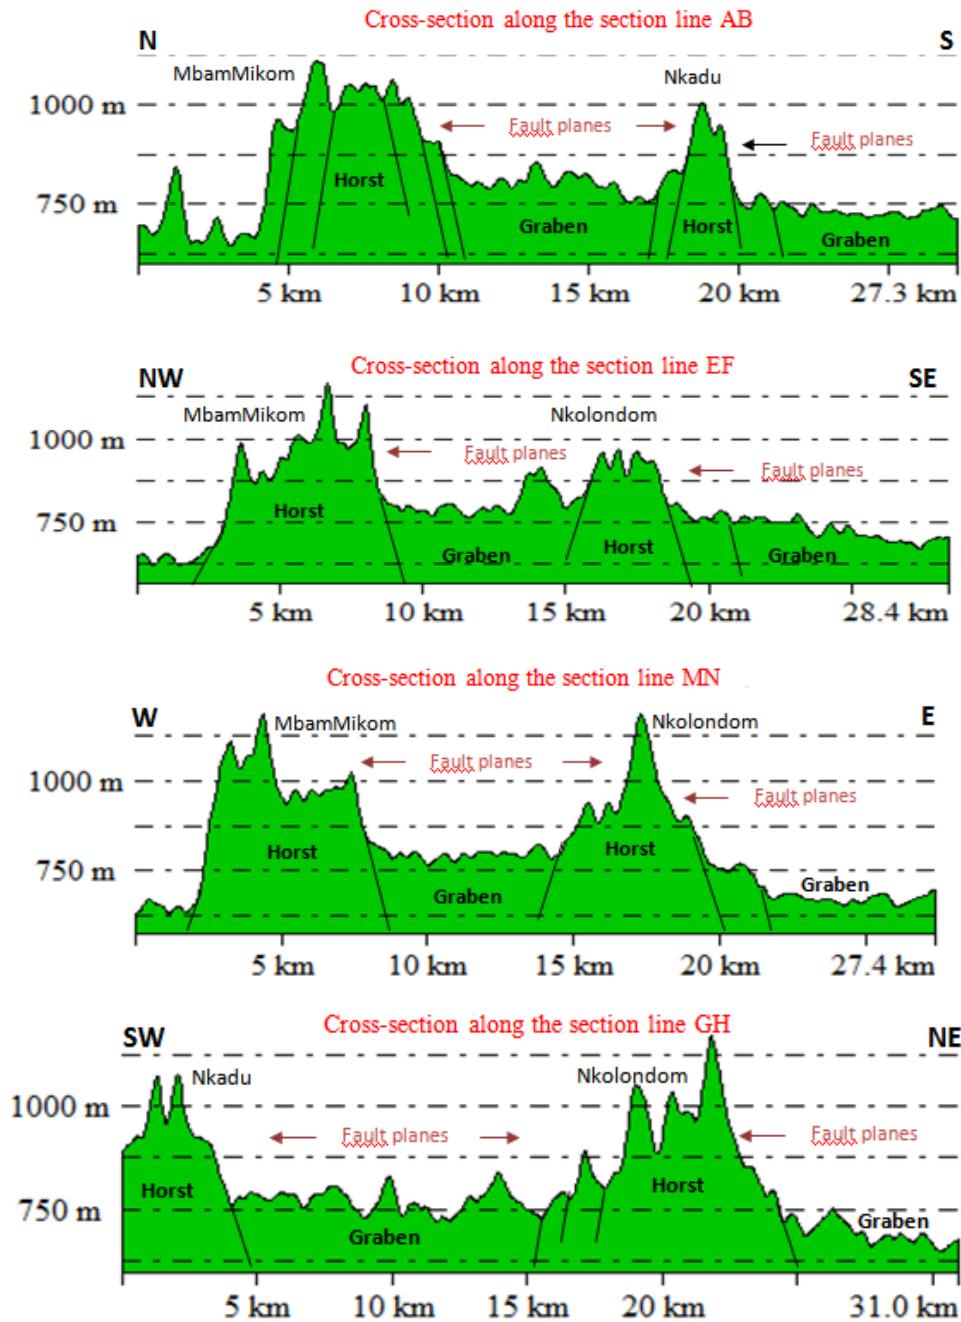 Cross-section along the section line AB
N
S
MbamMikom
Nkadu
1000 m
Fault planes
Fault planes
Horst
750 m
Graben
Horst
Graben
5 km 10 km 15 km 20 km 27.3 km
Cross-section along the section line EF
NW
SE
MbamMikom
Nkolondom
1000 m
Fault planes
Fault planes
Horst
750 m
Graben
Horst
Graben
5 km 10 km 15 km 20 km 28.4 km
Cross-section along the section line MN
W
E
MbamMikom
Nkolondom
Fault planes
1000 m
Fault planes
Horst
Horst
750 m
Graben
Graben
5 km 10 km 15 km 20 km 27.4 km
Cross-section along the section line GH
SW
NE
Nkadu
Nkolondom
1000 m
Fault planes
Fault planes
Horst
Horst
750 m
Graben
Graben
5 km 10 km 15 km 20 km 31.0 km